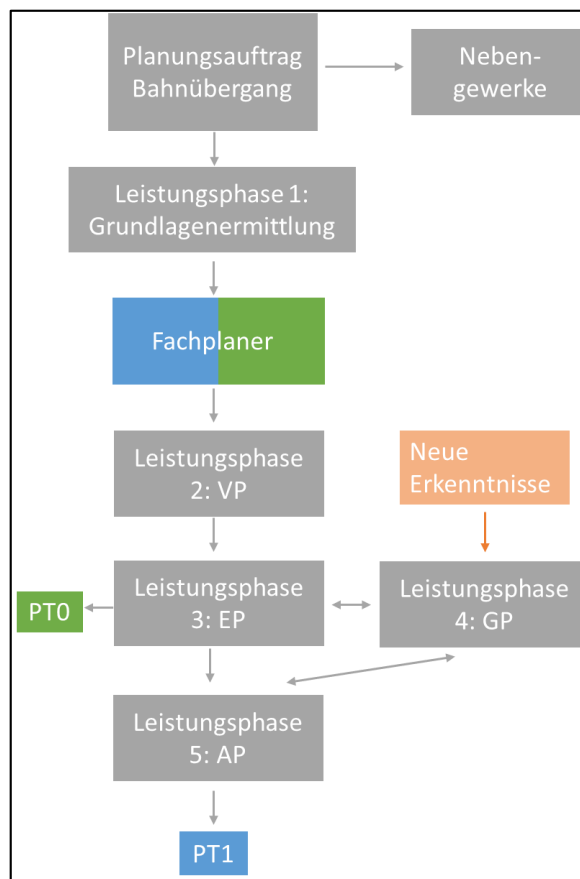 Planungsauftrag
Bahnübergang
Neben-
gewerke
Leistungsphase 1:
Grundlagenermittlung
Fachplaner
Leistungsphase
2: VP
Neue
Erkenntnisse
PT0
Leistungsphase
3: EP
Leistungsphase
4: GP
Leistungsphase
5: AP
PT1